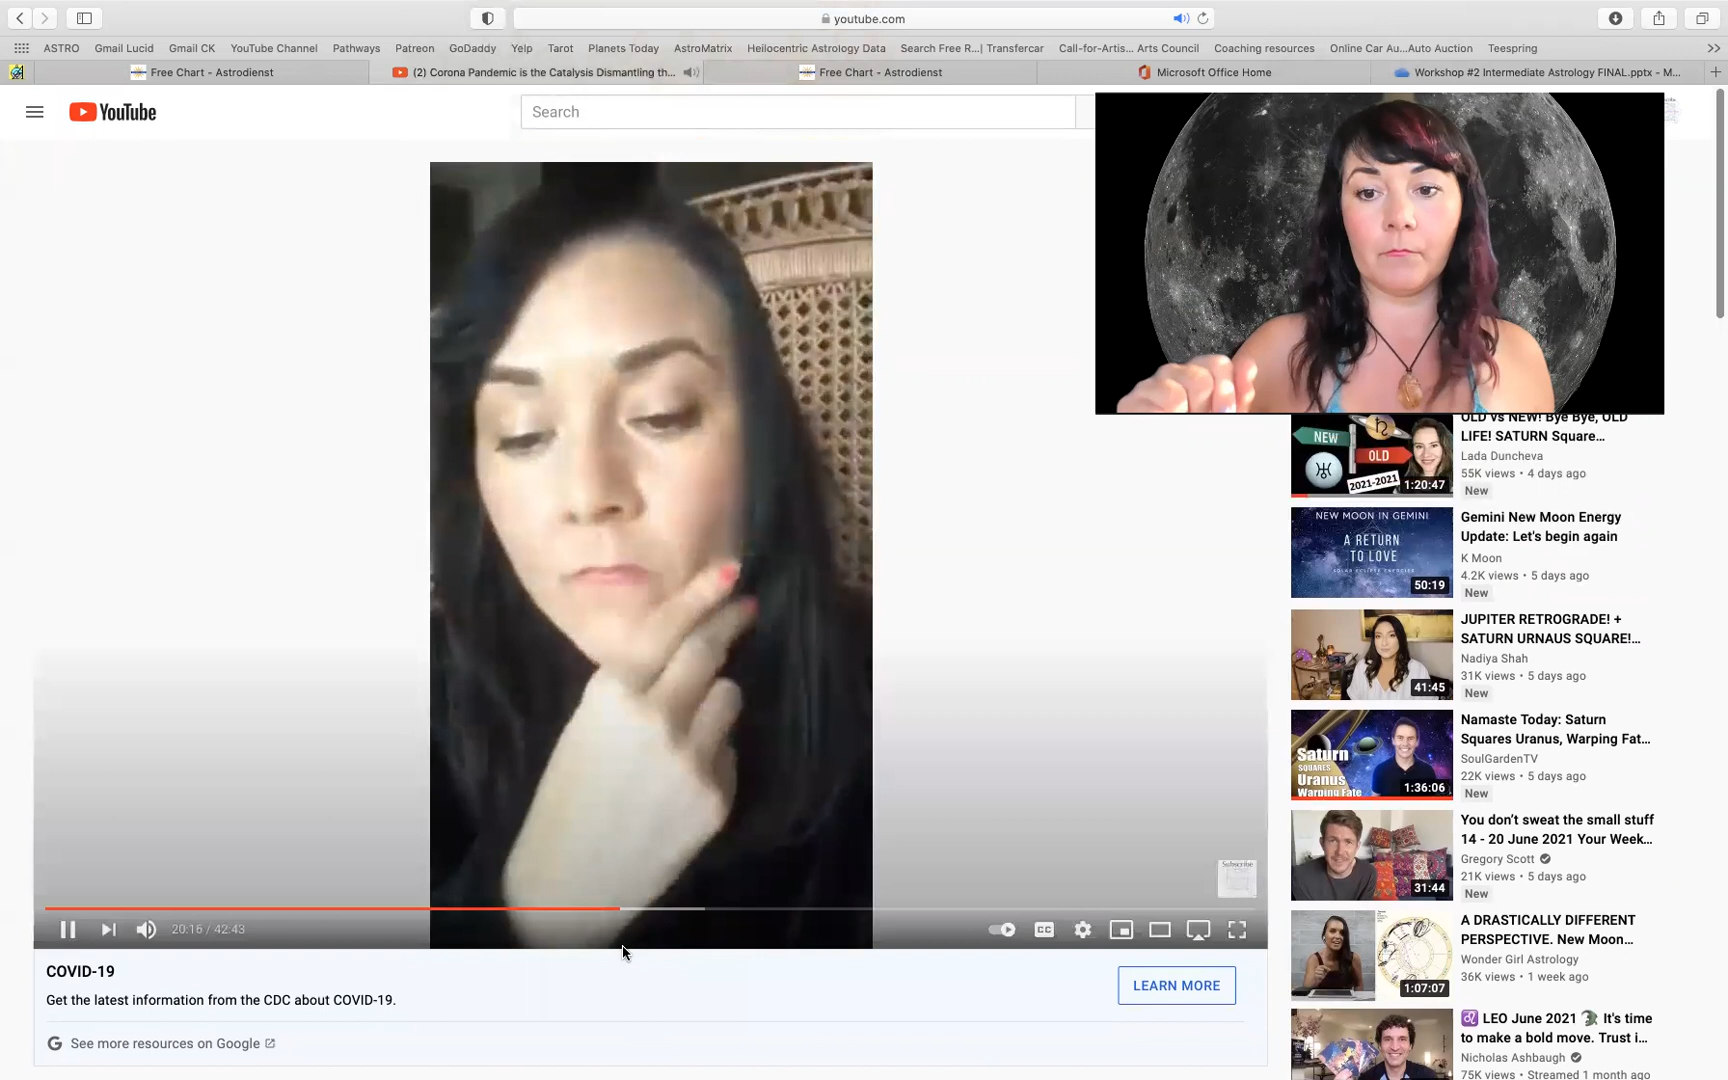 youtube.com
ASTRO Gmail Lucid Gmail CK YouTube Channel Pathways Patreon GoDaddy Yelp Tarot Planets Today AstroMatrix Heliocentric Astrology Data Search Free R...| Transfercar Call-for-Artis... Arts Council Coaching resources Online Car Au...Auto Auction Teespring
Free Chart - Astrodienst (2) Corona Pandemic is the Catalysis Dismantling th... Free Chart - Astrodienst Microsoft Office Home Workshop #2 Intermediate Astrology FINAL.pptx - M...
YouTube
Search
OLD vs NEW! Bye Bye, OLD
LIFE! SATURN Square...
Lada Duncheva
55K views • 4 days ago
New
NEW
OLD
2021-2021
1:20:47
NEW MOON IN GEMINI
A RETURN
TO LOVE
50:19
Gemini New Moon Energy
Update: Let's begin again
K Moon
4.2K views • 5 days ago
New
41:45
JUPITER RETROGRADE! +
SATURN URNAUS SQUARE!...
Nadiya Shah
31K views • 5 days ago
New
Saturn
SQUARES
Uranus
Warping Fate
1:36:06
Namaste Today: Saturn
Squares Uranus, Warping Fat...
SoulGardenTV
22K views • 5 days ago
New
31:44
You don't sweat the small stuff
14 - 20 June 2021 Your Week...
Gregory Scott
21K views • 5 days ago
New
1:07:07
A DRASTICALLY DIFFERENT
PERSPECTIVE. New Moon...
Wonder Girl Astrology
36K views • 1 week ago
LEO June 2021 It's time
to make a bold move. Trust i...
Nicholas Ashbaugh
75K views • Streamed 1 month ago
Subscribe
20:16 / 42:43
CC
COVID-19
Get the latest information from the CDC about COVID-19.
LEARN MORE
See more resources on Google